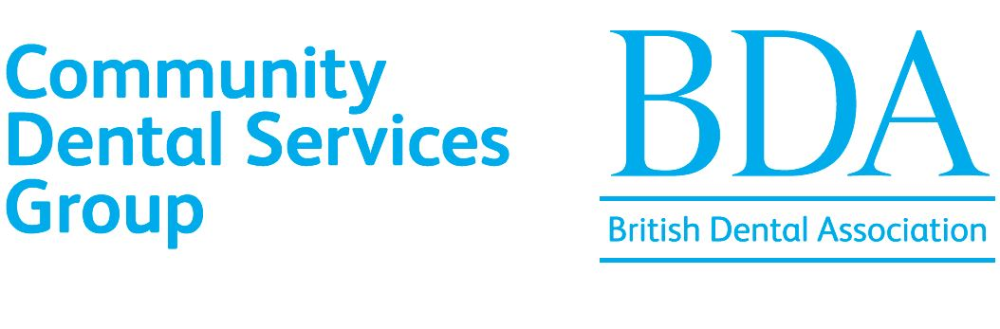 Community
Dental Services
Group
BDA
British Dental Association